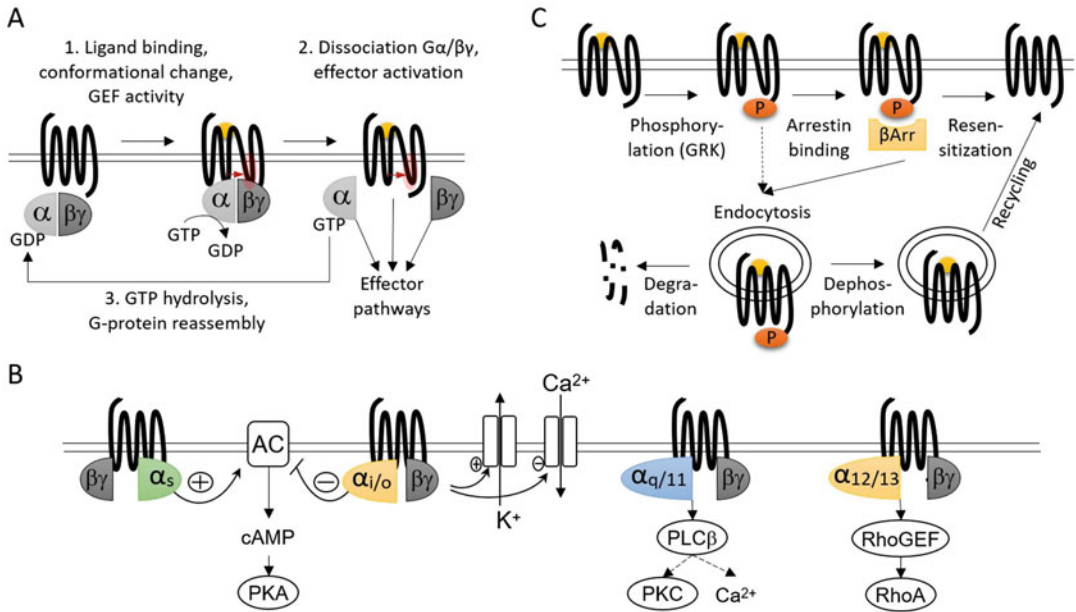 A
1. Ligand binding,
conformational change,
GEF activity
2. Dissociation Gα/βγ,
effector activation
α
βγ
GDP
α
βγ
GTP
GDP
α
GTP
βγ
3. GTP hydrolysis,
G-protein reassembly
Effector
pathways
C
P
P
βArr
Phosphory-
lation (GRK)
Arrestin
binding
Resen-
sitization
Recycling
Endocytosis
Degra-
dation
Dephos-
phorylation
P
B
βγ
αs
+
AC
−
αi/o
βγ
+
−
K⁺
Ca²⁺
cAMP
PKA
αq/11
βγ
PLCβ
PKC
Ca²⁺
α12/13
βγ
RhoGEF
RhoA